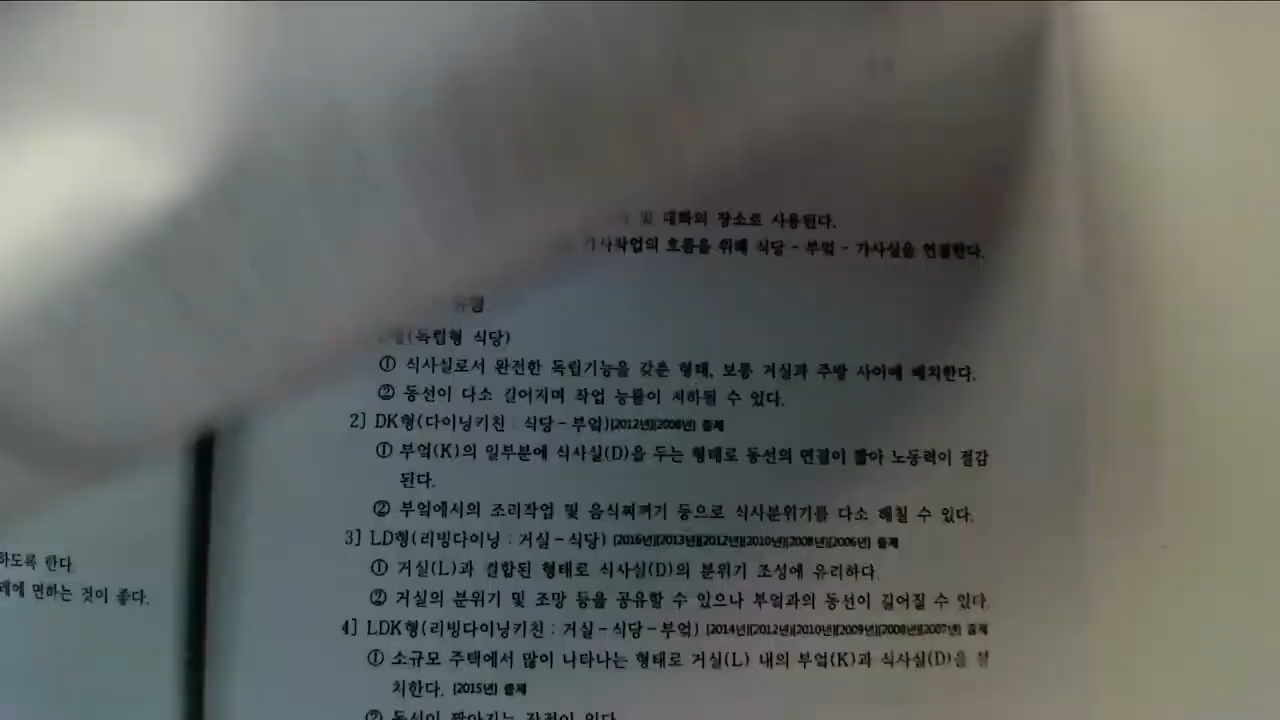 및 대화의 장소로 사용된다.
가사작업의 흐름을 위해 식당 - 부엌 - 가사실을 연결한다.
유형
(독립형 식당)
① 식사실로서 완전한 독립기능을 갖춘 형태, 보통 거실과 주방 사이에 배치한다.
② 동선이 다소 길어지며 작업 능률이 저하될 수 있다.
2] DK형(다이닝키친 : 식당 - 부엌)[2012년][2008년] 출제
① 부엌(K)의 일부분에 식사실(D)을 두는 형태로 동선의 연결이 짧아 노동력이 절감
된다.
② 부엌에서의 조리작업 및 음식찌꺼기 등으로 식사분위기를 다소 해칠 수 있다.
3] LD형(리빙다이닝 : 거실 - 식당) [2016년][2013년][2012년][2010년][2008년][2006년] 출제
① 거실(L)과 결합된 형태로 식사실(D)의 분위기 조성에 유리하다.
② 거실의 분위기 및 조망 등을 공유할 수 있으나 부엌과의 동선이 길어질 수 있다.
4] LDK형(리빙다이닝키친 : 거실 - 식당 - 부엌) [2014년][2012년][2010년][2009년][2008년][2007년] 출제
① 소규모 주택에서 많이 나타나는 형태로 거실(L) 내의 부엌(K)과 식사실(D)을 설
치한다. [2015년] 출제
② 동선이 짧아지는 장점이 있다.
하도록 한다.
면하는 것이 좋다.